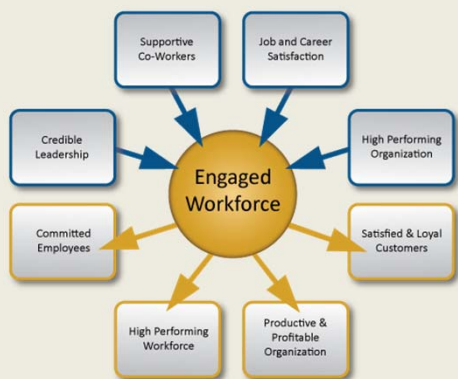 Supportive
Co-Workers
Job and Career
Satisfaction
Credible
Leadership
High Performing
Organization
Engaged
Workforce
Committed
Employees
Satisfied & Loyal
Customers
High Performing
Workforce
Productive &
Profitable
Organization